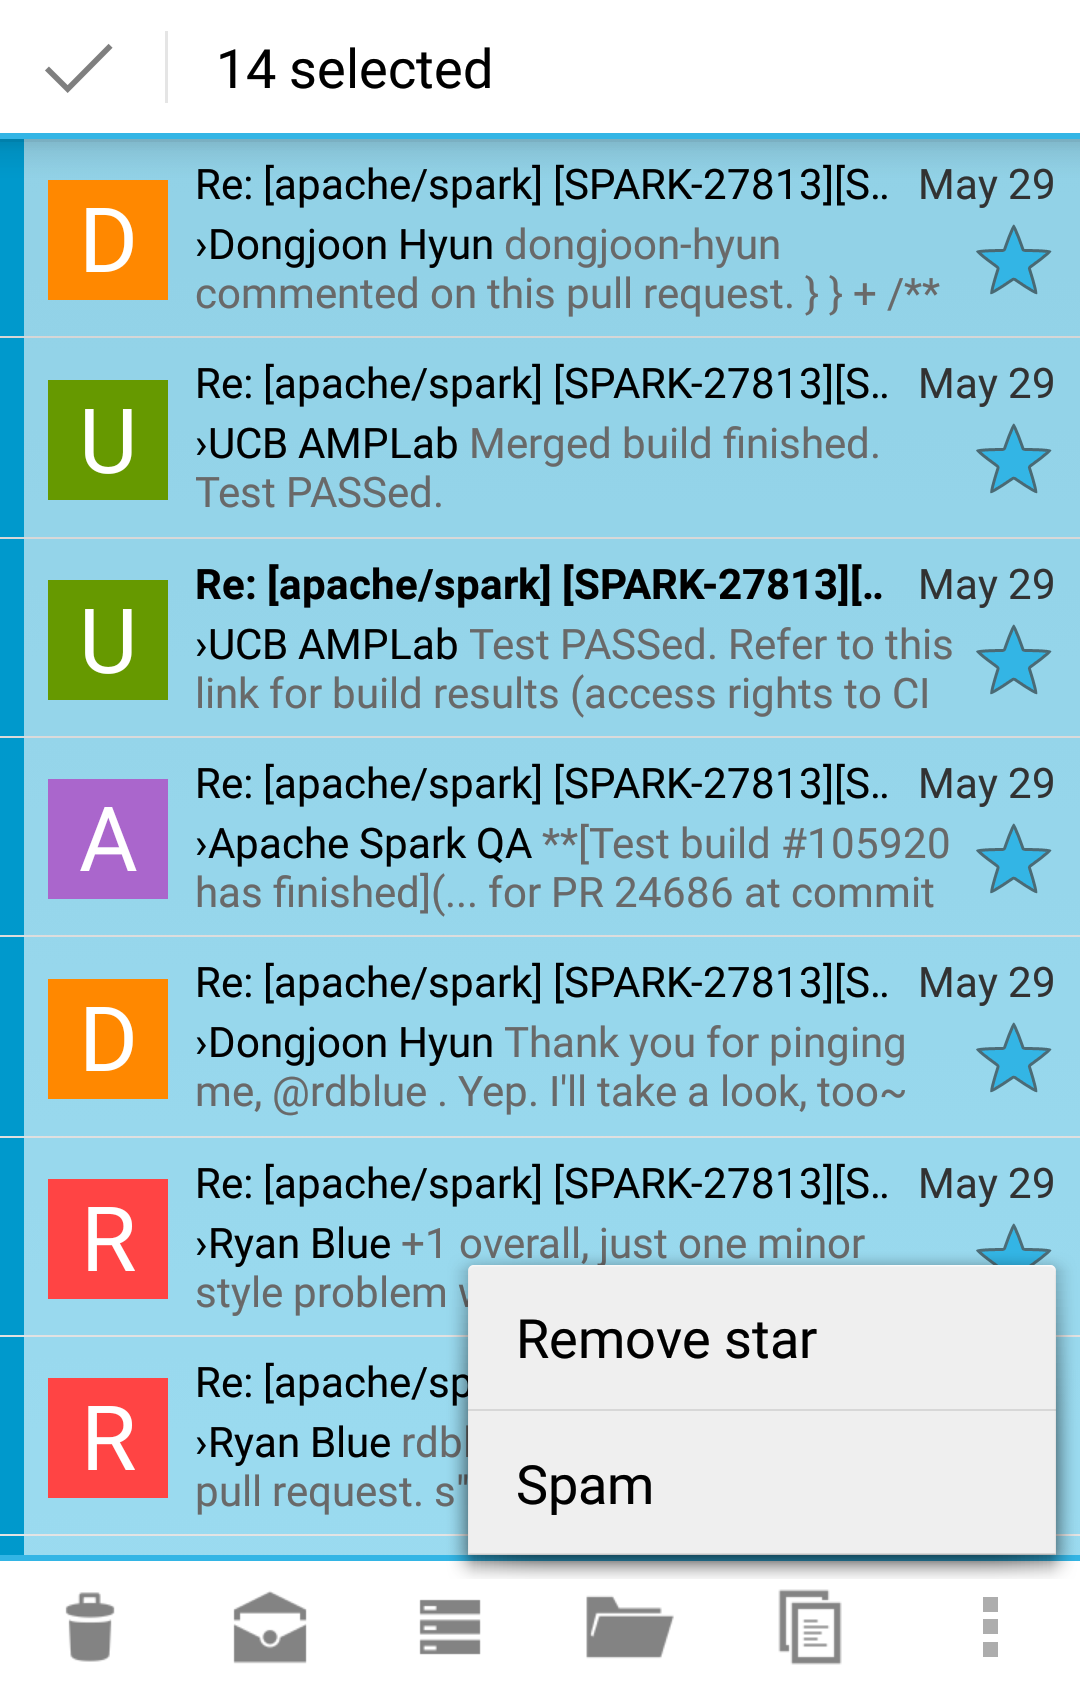 14 selected
D
Re: [apache/spark] [SPARK-27813][S.. May 29
›Dongjoon Hyun dongjoon-hyun
commented on this pull request. } } + /**
U
Re: [apache/spark] [SPARK-27813][S.. May 29
›UCB AMPLab Merged build finished.
Test PASSed.
U
Re: [apache/spark] [SPARK-27813][.. May 29
›UCB AMPLab Test PASSed. Refer to this
link for build results (access rights to CI
A
Re: [apache/spark] [SPARK-27813][S.. May 29
›Apache Spark QA **[Test build #105920
has finished](... for PR 24686 at commit
D
Re: [apache/spark] [SPARK-27813][S.. May 29
›Dongjoon Hyun Thank you for pinging
me, @rdblue . Yep. I'll take a look, too~
R
Re: [apache/spark] [SPARK-27813][S.. May 29
›Ryan Blue +1 overall, just one minor
style problem
R
Re: [apache/sp
›Ryan Blue rdbl
pull request. s"
Remove star
Spam